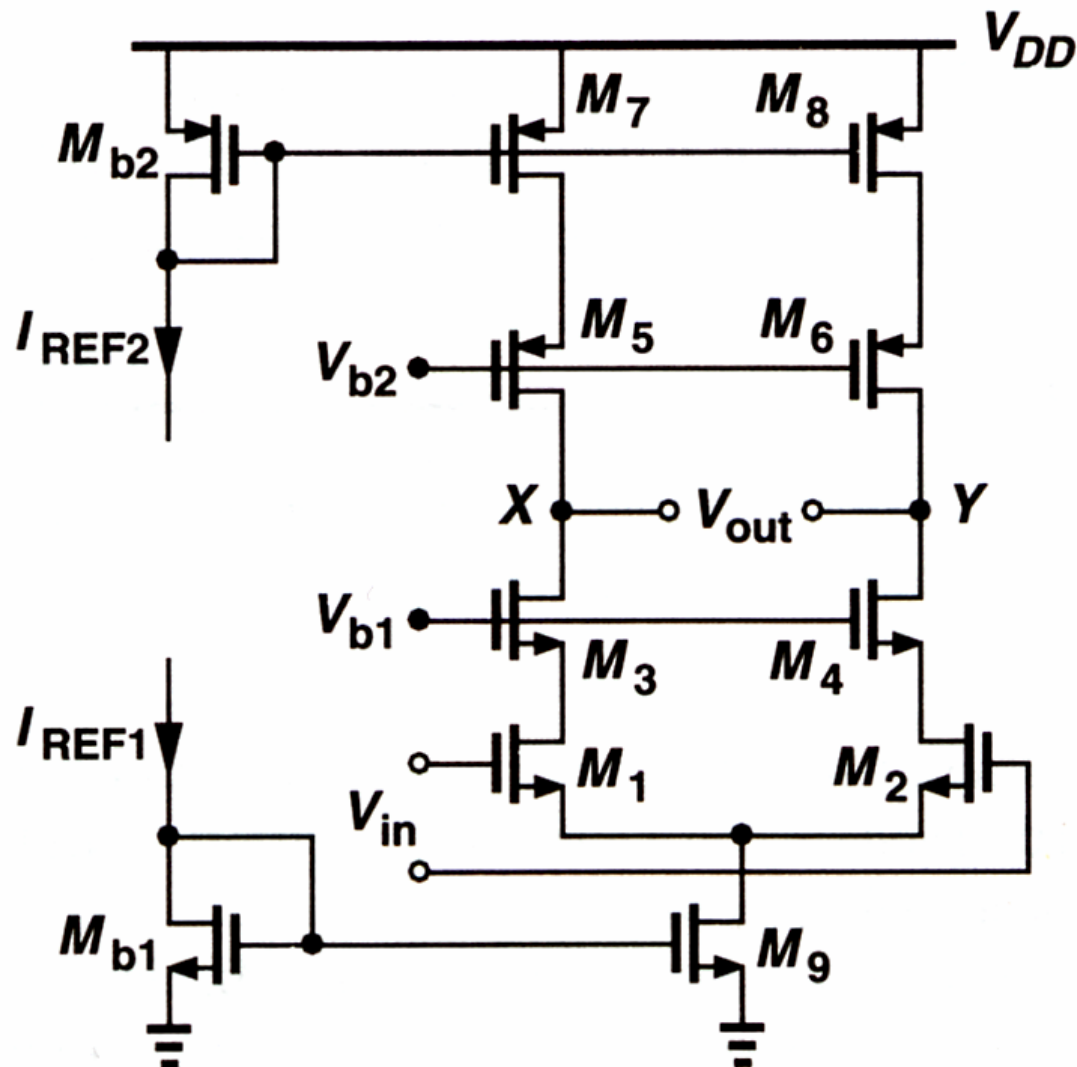 V_DD
M_7
M_8
M_b2
M_5
M_6
I_REF2
V_b2
X
V_out
Y
V_b1
M_3
M_4
I_REF1
M_1
M_2
V_in
M_b1
M_9